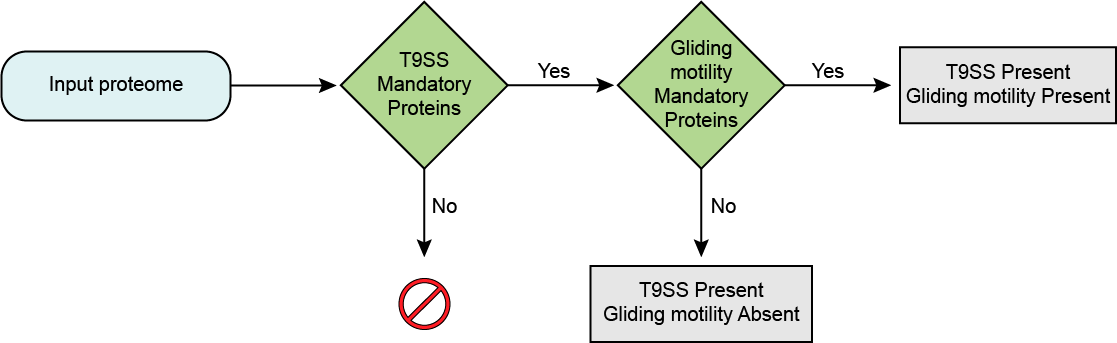 Input proteome
T9SS
Mandatory
Proteins
Yes
Gliding
motility
Mandatory
Proteins
Yes
T9SS Present
Gliding motility Present
No
No
T9SS Present
Gliding motility Absent